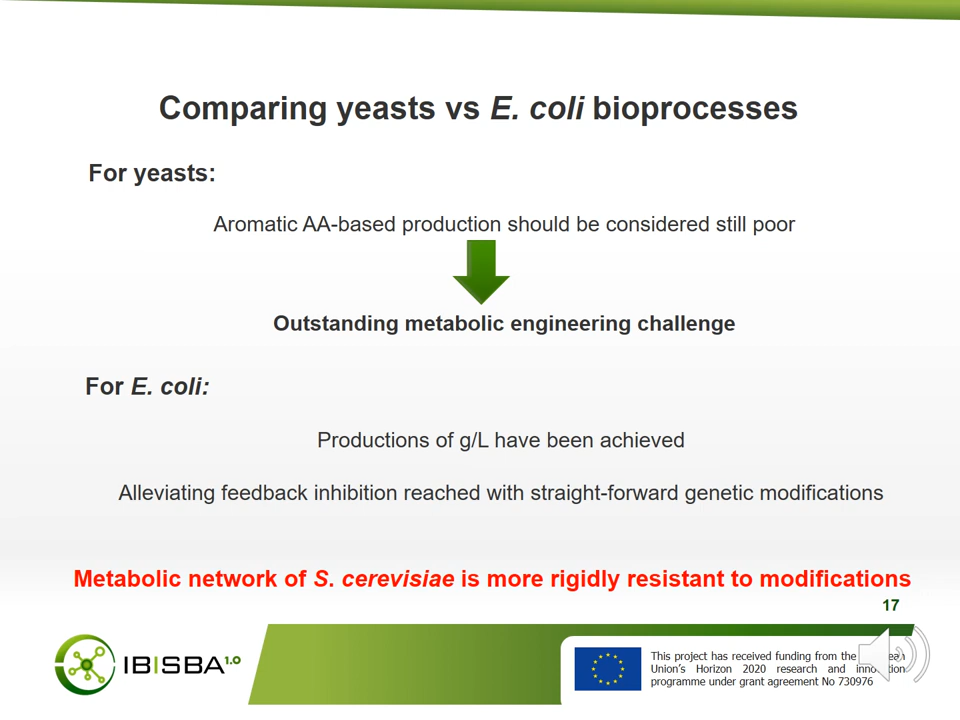 Comparing yeasts vs E. coli bioprocesses
For yeasts:
Aromatic AA-based production should be considered still poor
Outstanding metabolic engineering challenge
For E. coli:
Productions of g/L have been achieved
Alleviating feedback inhibition reached with straight-forward genetic modifications
Metabolic network of S. cerevisiae is more rigidly resistant to modifications
17
IBISBA 1.0
This project has received funding from the
Union's Horizon 2020 research and
programme under grant agreement No 730976